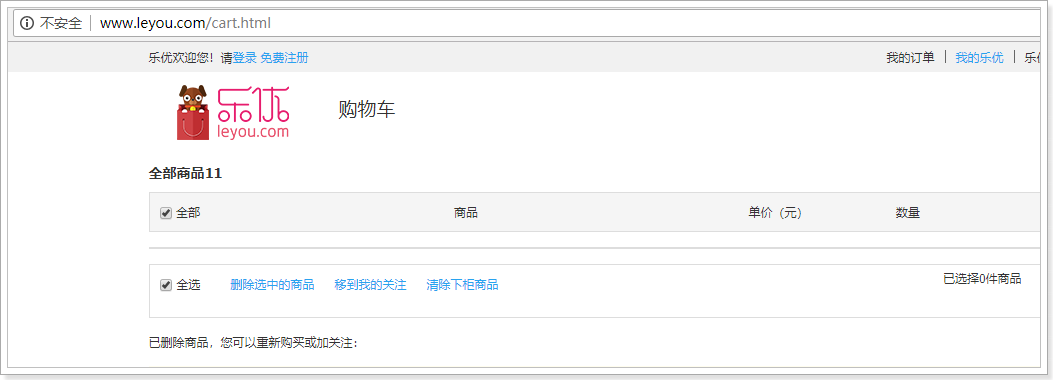 不安全 www.leyou.com/cart.html
乐优欢迎您！请登录 免费注册 我的订单 我的乐优
乐优
leyou.com
购物车
全部商品11
全部 商品 单价（元） 数量
全选 删除选中的商品 移到我的关注 清除下柜商品 已选择0件商品
已删除商品，您可以重新购买或加关注：